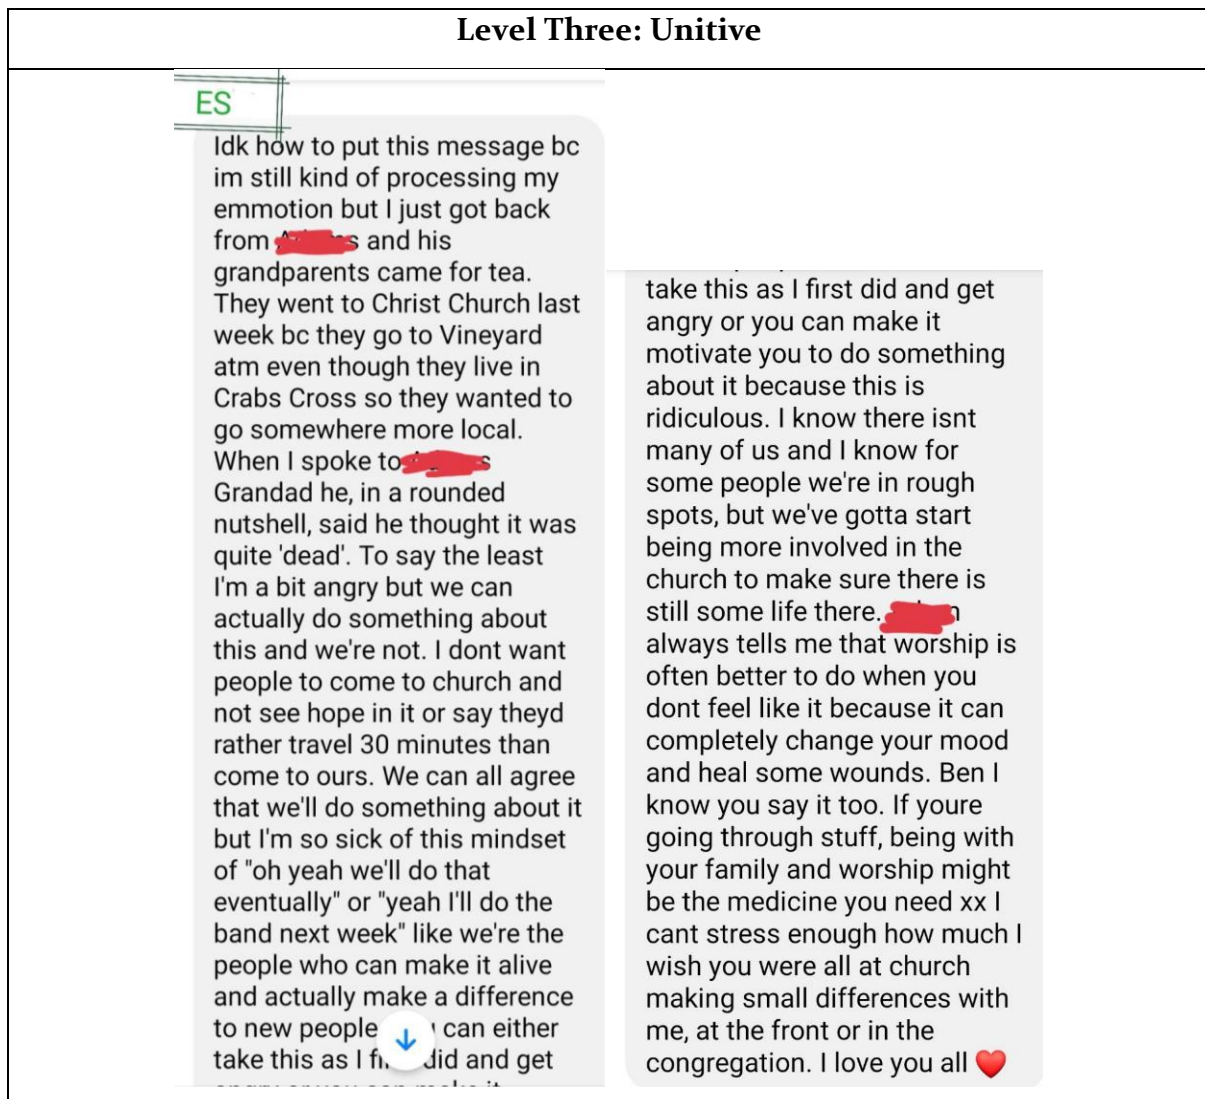 Level Three: Unitive
ES
Idk how to put this message bc
im still kind of processing my
emmotion but I just got back
from and his
grandparents came for tea.
They went to Christ Church last
week bc they go to Vineyard
atm even though they live in
Crabs Cross so they wanted to
go somewhere more local.
When I spoke to
Grandad he, in a rounded
nutshell, said he thought it was
quite 'dead'. To say the least
I'm a bit angry but we can
actually do something about
this and we're not. I dont want
people to come to church and
not see hope in it or say theyd
rather travel 30 minutes than
come to ours. We can all agree
that we'll do something about it
but I'm so sick of this mindset
of "oh yeah we'll do that
eventually" or "yeah I'll do the
band next week" like we're the
people who can make it alive
and actually make a difference
to new people can either
take this as I did and get
take this as I first did and get
angry or you can make it
motivate you to do something
about it because this is
ridiculous. I know there isnt
many of us and I know for
some people we're in rough
spots, but we've gotta start
being more involved in the
church to make sure there is
still some life there.
always tells me that worship is
often better to do when you
dont feel like it because it can
completely change your mood
and heal some wounds. Ben I
know you say it too. If youre
going through stuff, being with
your family and worship might
be the medicine you need xx I
cant stress enough how much I
wish you were all at church
making small differences with
me, at the front or in the
congregation. I love you all ❤️